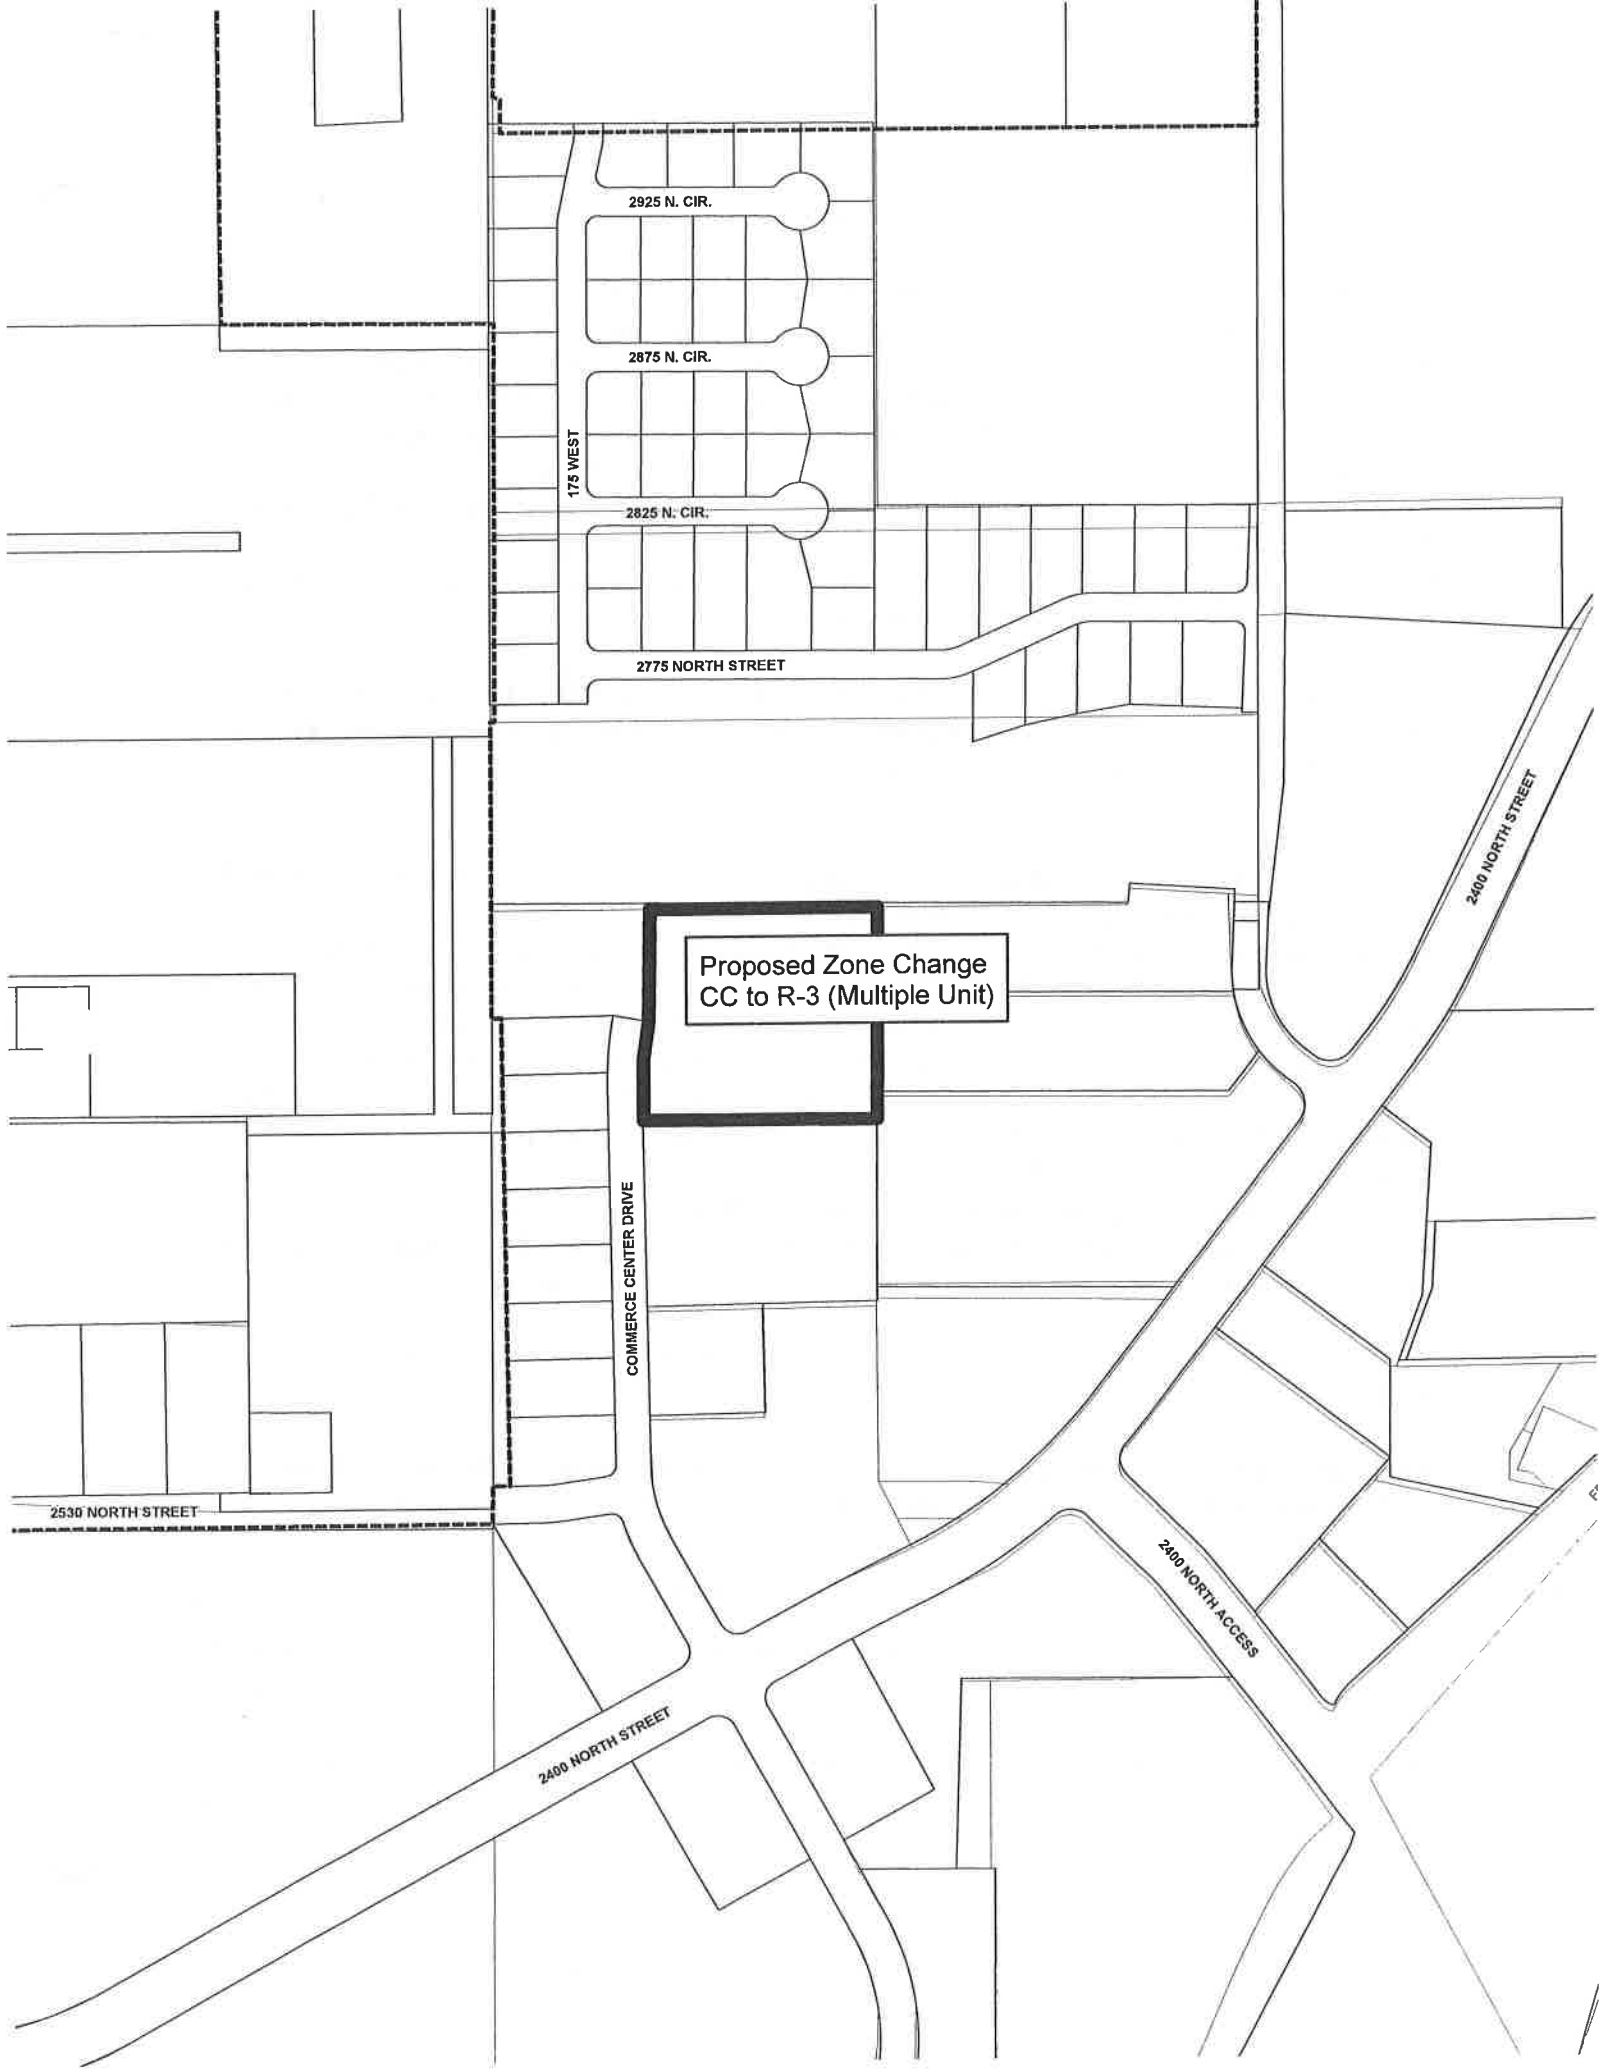 2925 N. CIR.
2875 N. CIR.
175 WEST
2825 N. CIR.
2775 NORTH STREET
2400 NORTH STREET
Proposed Zone Change
CC to R-3 (Multiple Unit)
COMMERCE CENTER DRIVE
2530 NORTH STREET
2400 NORTH ACCESS
2400 NORTH STREET